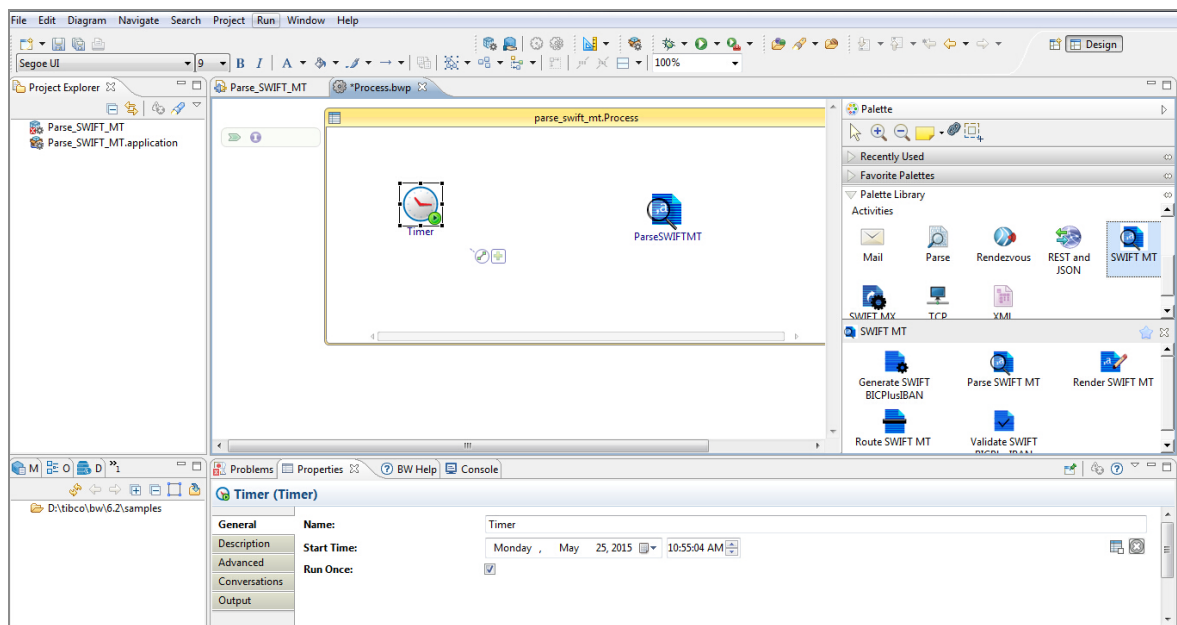 File Edit Diagram Navigate Search Project Run Window Help
Design
Segoe UI 9 B I A 100%
Project Explorer
Parse_SWIFT_MT
Parse_SWIFT_MT.application
Parse_SWIFT_MT *Process.bwp
parse_swift_mt.Process
Timer
ParseSWIFTMT
Palette
Recently Used
Favorite Palettes
Palette Library
Activities
Mail Parse Rendezvous REST and JSON SWIFT MT
SWIFT MX TCP XML
SWIFT MT
Generate SWIFT BICPlusIBAN Parse SWIFT MT Render SWIFT MT
Route SWIFT MT Validate SWIFT
M O D »1
D:\tibco\bw\6.2\samples
Problems Properties BW Help Console
Timer (Timer)
General
Description
Advanced
Conversations
Output
Name: Timer
Start Time: Monday , May 25, 2015 10:55:04 AM
Run Once: